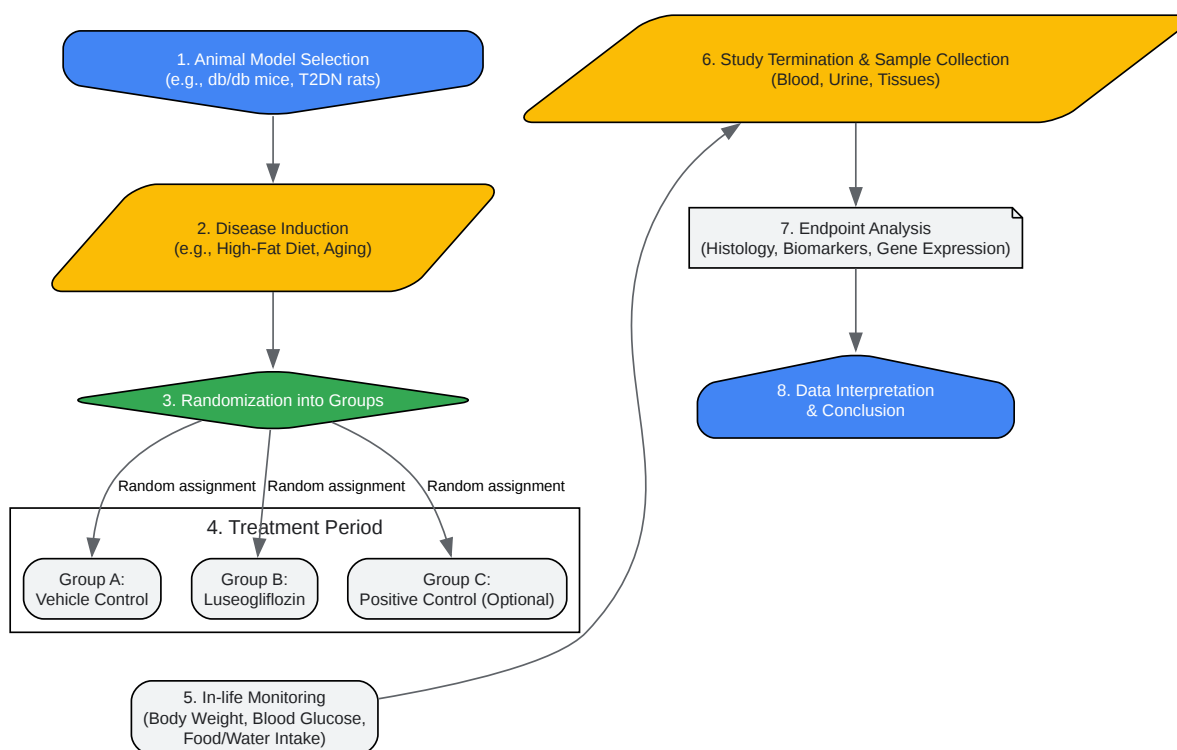 1. Animal Model Selection
(e.g., db/db mice, T2DN rats)
2. Disease Induction
(e.g., High-Fat Diet, Aging)
3. Randomization into Groups
Random assignment
Random assignment
Random assignment
4. Treatment Period
Group A:
Vehicle Control
Group B:
Luseogliflozin
Group C:
Positive Control (Optional)
5. In-life Monitoring
(Body Weight, Blood Glucose,
Food/Water Intake)
6. Study Termination & Sample Collection
(Blood, Urine, Tissues)
7. Endpoint Analysis
(Histology, Biomarkers, Gene Expression)
8. Data Interpretation
& Conclusion